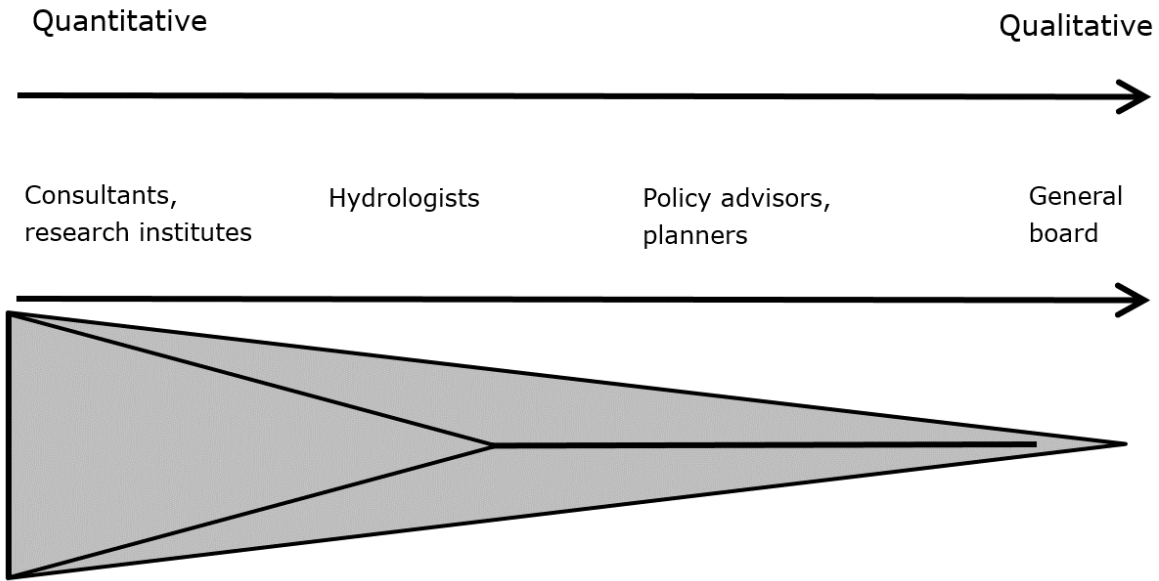 Quantitative
Qualitative
Consultants,
research institutes
Hydrologists
Policy advisors,
planners
General
board